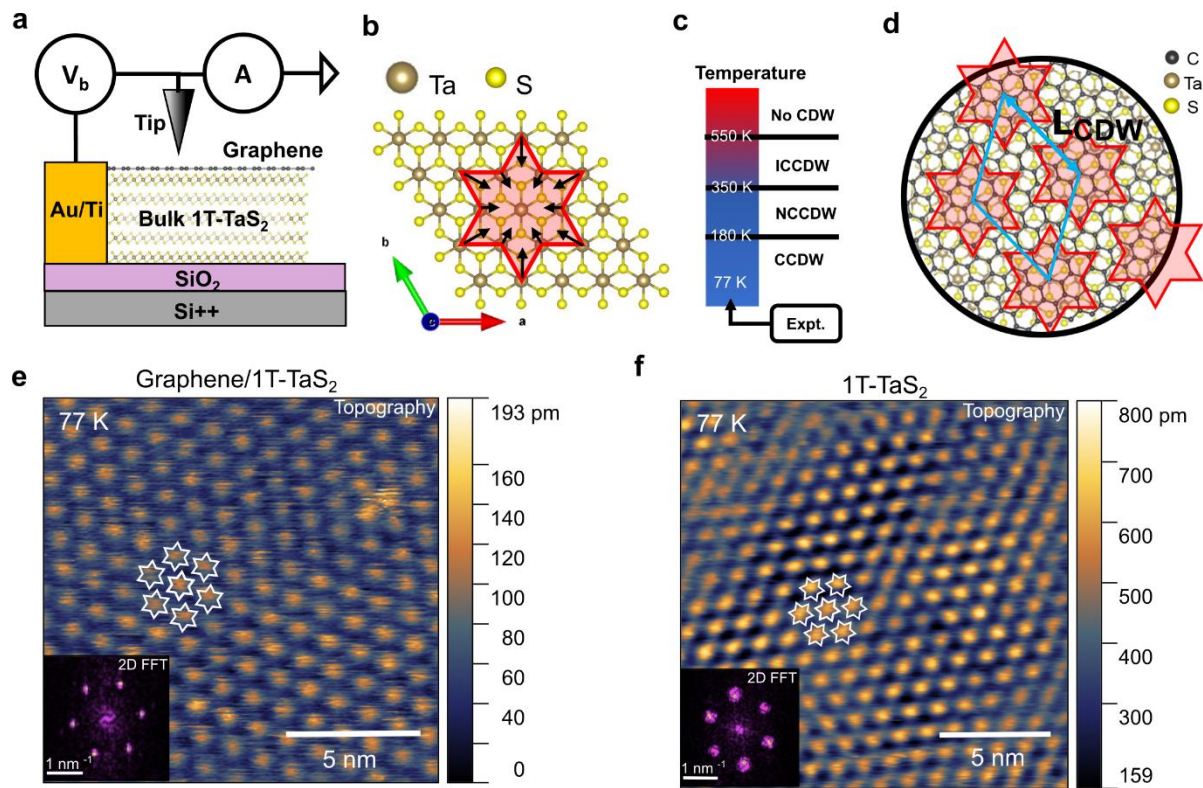 a
V_b
A
Tip
Graphene
Au/Ti
Bulk 1T-TaS₂
SiO₂
Si++
b
Ta
S
b
c
a
c
Temperature
No CDW
550 K
ICCDW
350 K
NCCDW
180 K
CCDW
77 K
Expt.
d
C
Ta
S
L_CDW
e
Graphene/1T-TaS₂
77 K
Topography
193 pm
160
140
120
100
80
60
40
20
0
2D FFT
1 nm⁻¹
5 nm
f
1T-TaS₂
77 K
Topography
800 pm
700
600
500
400
300
159
2D FFT
1 nm⁻¹
5 nm